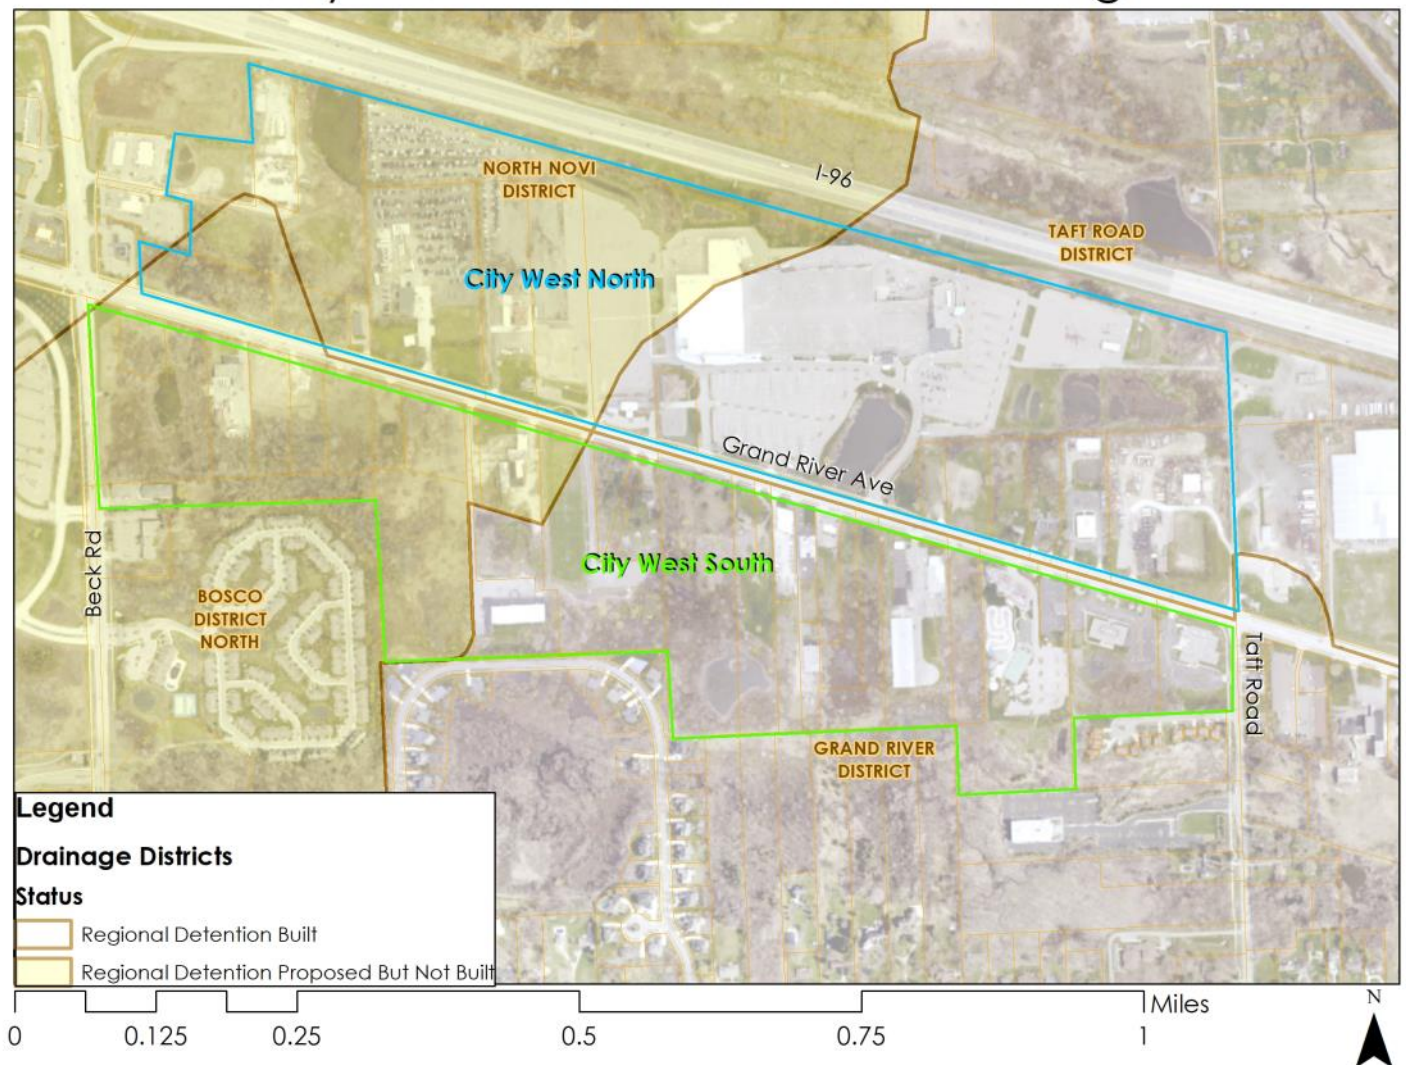 I-96
NORTH NOVI
DISTRICT
TAFT ROAD
DISTRICT
City West North
Grand River Ave
City West South
Beck Rd
BOSCO
DISTRICT
NORTH
Taft Road
GRAND RIVER
DISTRICT
Legend
Drainage Districts
Status
Regional Detention Built
Regional Detention Proposed But Not Built
Miles
N
0 0.125 0.25 0.5 0.75 1